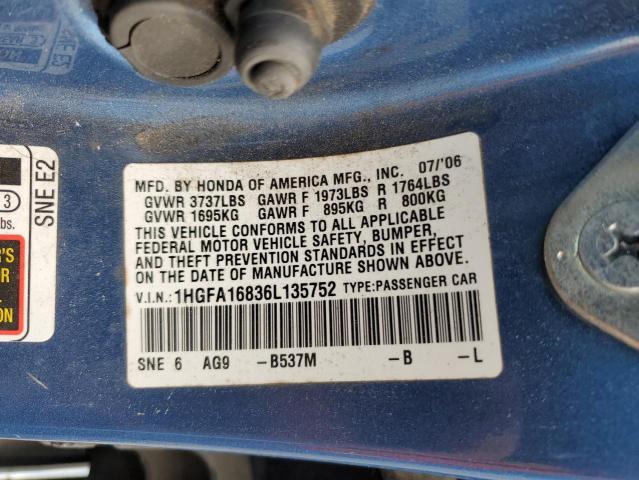 MFD. BY HONDA OF AMERICA MFG., INC. 07/'06
GVWR 3737LBS GAWR F 1973LBS R 1764LBS
GVWR 1695KG GAWR F 895KG R 800KG
THIS VEHICLE CONFORMS TO ALL APPLICABLE
FEDERAL MOTOR VEHICLE SAFETY, BUMPER,
AND THEFT PREVENTION STANDARDS IN EFFECT
ON THE DATE OF MANUFACTURE SHOWN ABOVE.
V.I.N.: 1HGFA16836L135752 TYPE:PASSENGER CAR
SNE 6 AG9 -B537M -B -L
SNE E2
3
bs.